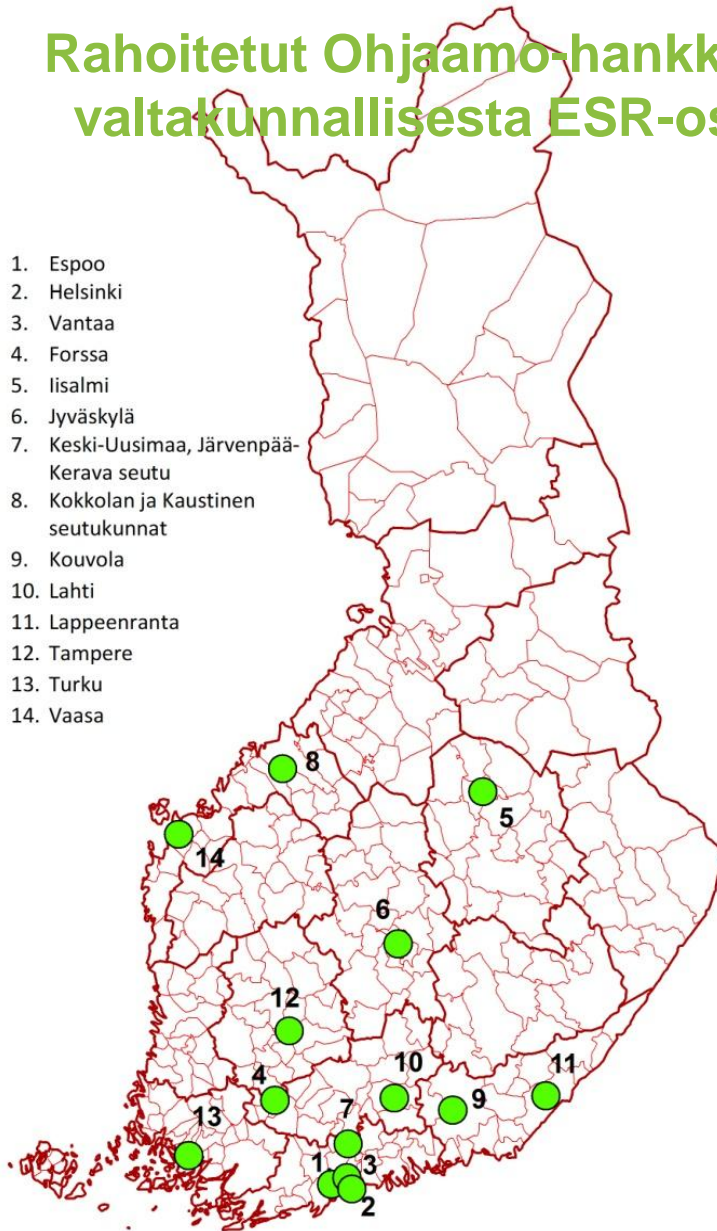 Rahoitetut Ohjaamo-hankk
valtakunnallisesta ESR-os
1. Espoo
2. Helsinki
3. Vantaa
4. Forssa
5. Iisalmi
6. Jyväskylä
7. Keski-Uusimaa, Järvenpää-
Kerava seutu
8. Kokkolan ja Kaustinen
seutukunnat
9. Kouvola
10. Lahti
11. Lappeenranta
12. Tampere
13. Turku
14. Vaasa
8
5
14
6
12
10
11
4
9
13
7
1
3
2